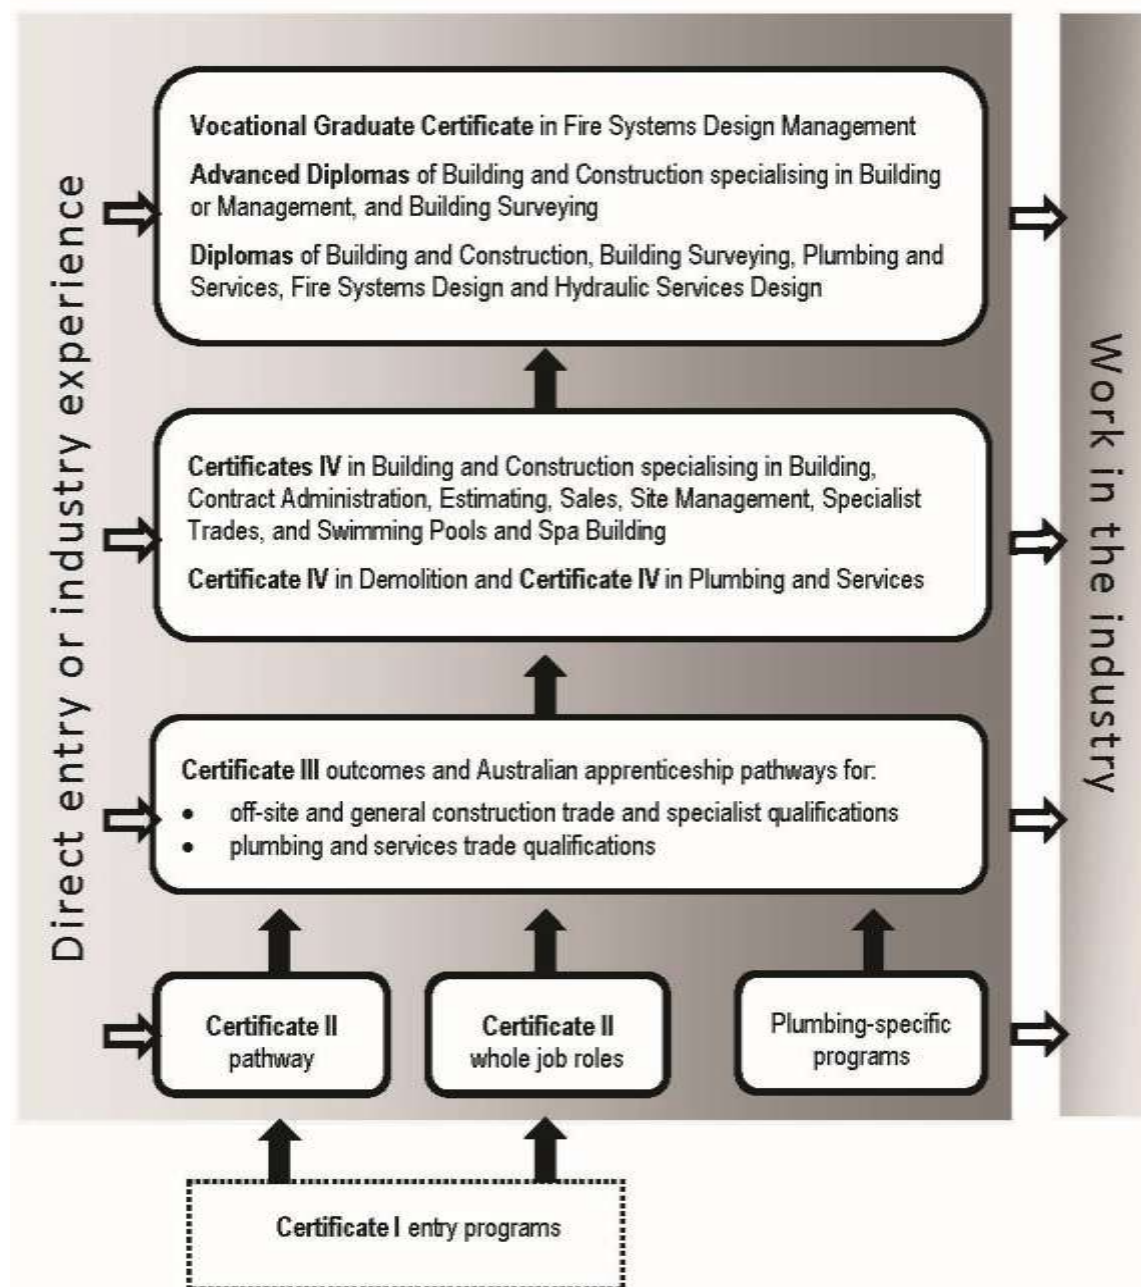 Direct entry or industry experience
Vocational Graduate Certificate in Fire Systems Design Management
Advanced Diplomas of Building and Construction specialising in Building
or Management, and Building Surveying
Diplomas of Building and Construction, Building Surveying, Plumbing and
Services, Fire Systems Design and Hydraulic Services Design
Certificates IV in Building and Construction specialising in Building,
Contract Administration, Estimating, Sales, Site Management, Specialist
Trades, and Swimming Pools and Spa Building
Certificate IV in Demolition and Certificate IV in Plumbing and Services
Certificate III outcomes and Australian apprenticeship pathways for:
• off-site and general construction trade and specialist qualifications
• plumbing and services trade qualifications
Certificate II
pathway
Certificate II
whole job roles
Plumbing-specific
programs
Certificate I entry programs
Work in the industry